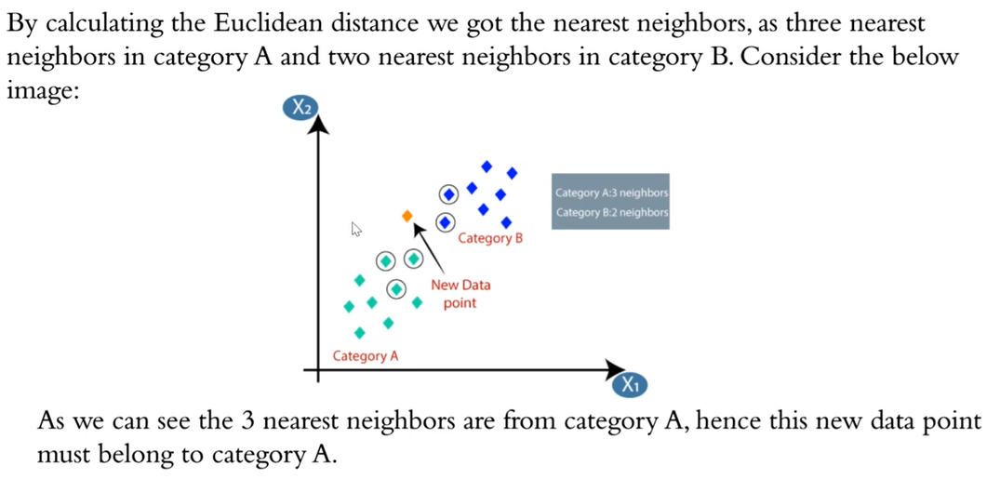 By calculating the Euclidean distance we got the nearest neighbors, as three nearest
neighbors in category A and two nearest neighbors in category B. Consider the below
image:
X2
Category A:3 neighbors
Category B:2 neighbors
Category B
New Data
point
Category A
X1
As we can see the 3 nearest neighbors are from category A, hence this new data point
must belong to category A.